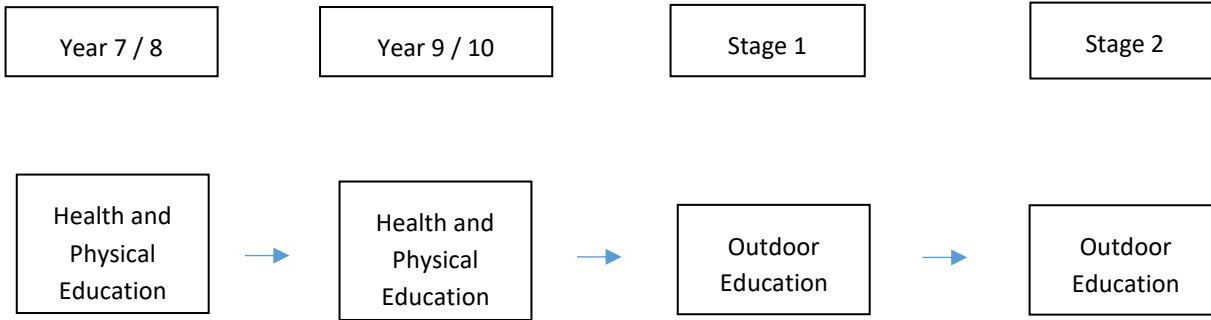 Year 7 / 8
Year 9 / 10
Stage 1
Stage 2
Health and
Physical
Education
Health and
Physical
Education
Outdoor
Education
Outdoor
Education